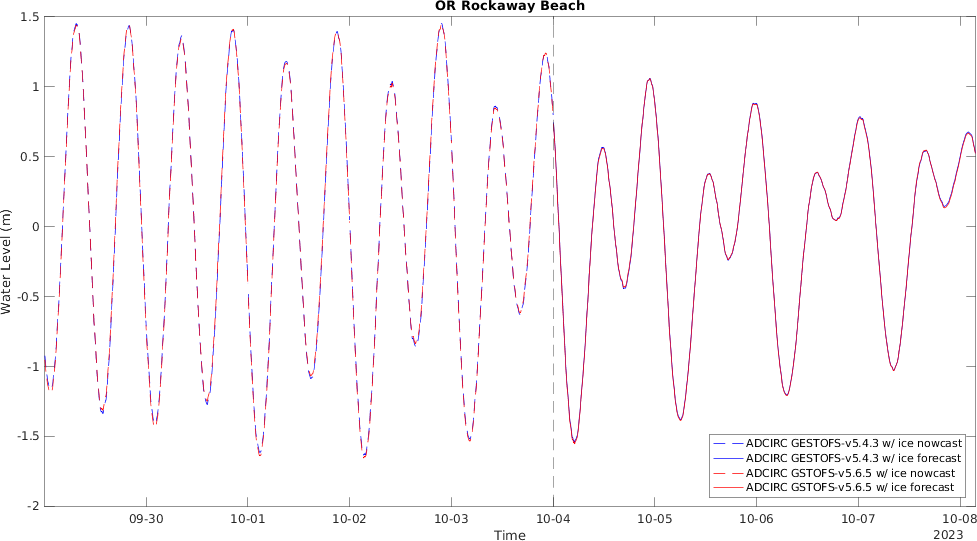 OR Rockaway Beach
1.5
1
0.5
0
-0.5
-1
-1.5
-2
Water Level (m)
09-30
10-01
10-02
10-03
10-04
10-05
10-06
10-07
10-08
2023
Time
ADCIRC GESTOFS-v5.4.3 w/ ice nowcast
ADCIRC GESTOFS-v5.4.3 w/ ice forecast
ADCIRC GSTOFS-v5.6.5 w/ ice nowcast
ADCIRC GSTOFS-v5.6.5 w/ ice forecast